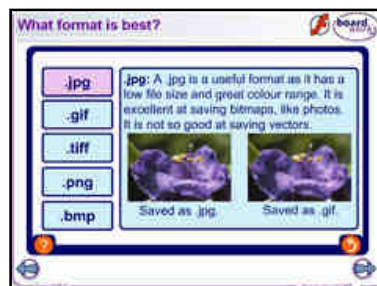 What format is best?
board
works
.jpg
.gif
.tiff
.png
.bmp
.jpg: A .jpg is a useful format as it has a
low file size and great colour range. It is
excellent at saving bitmaps, like photos.
It is not so good at saving vectors.
Saved as .jpg.
Saved as .gif.
?